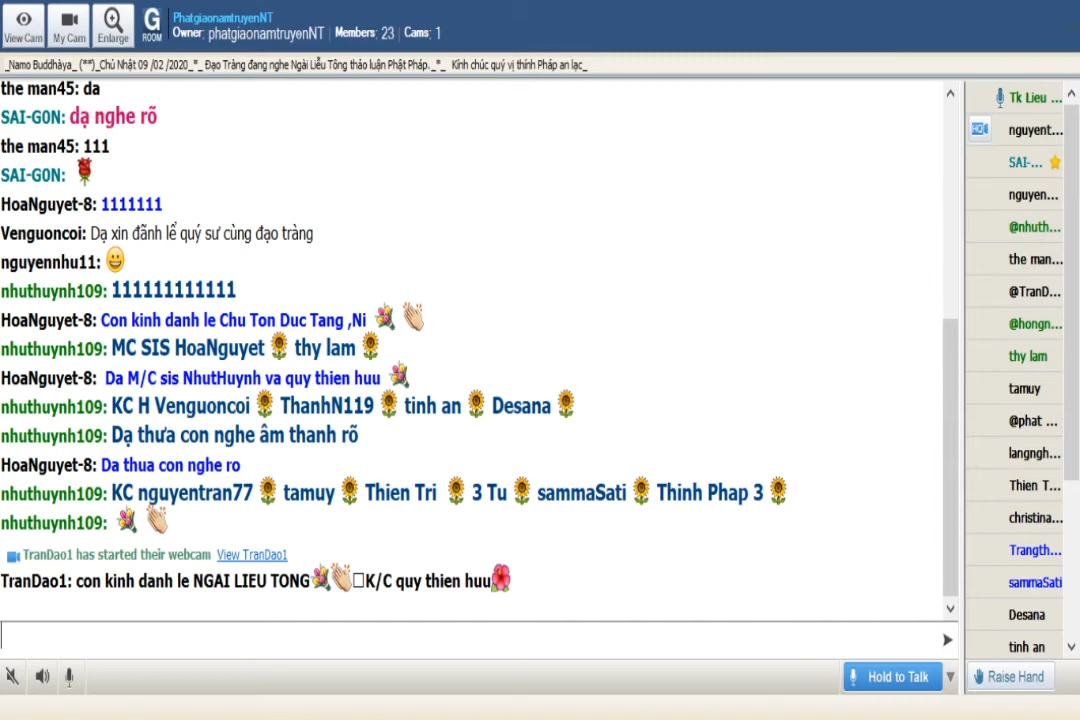 PhatgiaonamtruyenNT
Owner: phatgiaonamtruyenNT | Members: 23 | Cams: 1
View Cam My Cam Enlarge G ROOM
_Namo Buddhàya_ (**)_Chủ Nhật 09 /02 /2020_*_ Đạo Tràng đang nghe Ngài Liễu Tông thảo luận Phật Pháp._*_ Kính chúc quý vị thính Pháp an lạc_
the man45: da
SAI-GON: dạ nghe rõ
the man45: 111
SAI-GON:
HoaNguyet-8: 1111111
Venguoncoi: Dạ xin đãnh lể quý sư cùng đạo tràng
nguyennhu11:
nhuthuynh109: 111111111111
HoaNguyet-8: Con kinh danh le Chu Ton Duc Tang ,Ni
nhuthuynh109: MC SIS HoaNguyet thy lam
HoaNguyet-8: Da M/C sis NhutHuynh va quy thien huu
nhuthuynh109: KC H Venguoncoi ThanhN119 tinh an Desana
nhuthuynh109: Dạ thưa con nghe âm thanh rõ
HoaNguyet-8: Da thua con nghe ro
nhuthuynh109: KC nguyentran77 tamuy Thien Tri 3 Tu sammaSati Thinh Phap 3
nhuthuynh109:
TranDao1 has started their webcam View TranDao1
TranDao1: con kinh danh le NGAI LIEU TONG K/C quy thien huu
Tk Lieu ...
nguyent...
SAI-...
nguyen...
@nhuth...
the man...
@TranD...
@hongn...
thy lam
tamuy
@phat ...
langngh...
Thien T...
christina...
Trangth...
sammaSati
Desana
tinh an
Hold to Talk
Raise Hand